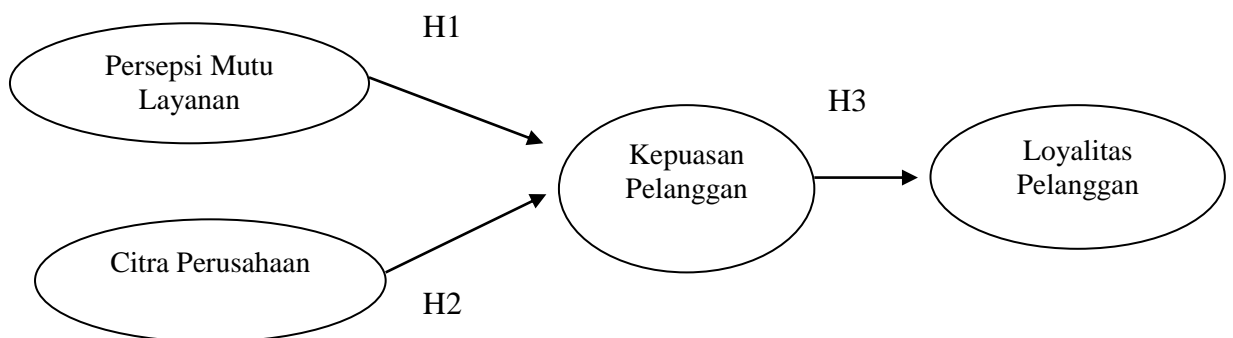 H1
Persepsi Mutu
Layanan
H3
Kepuasan
Pelanggan
Loyalitas
Pelanggan
Citra Perusahaan
H2